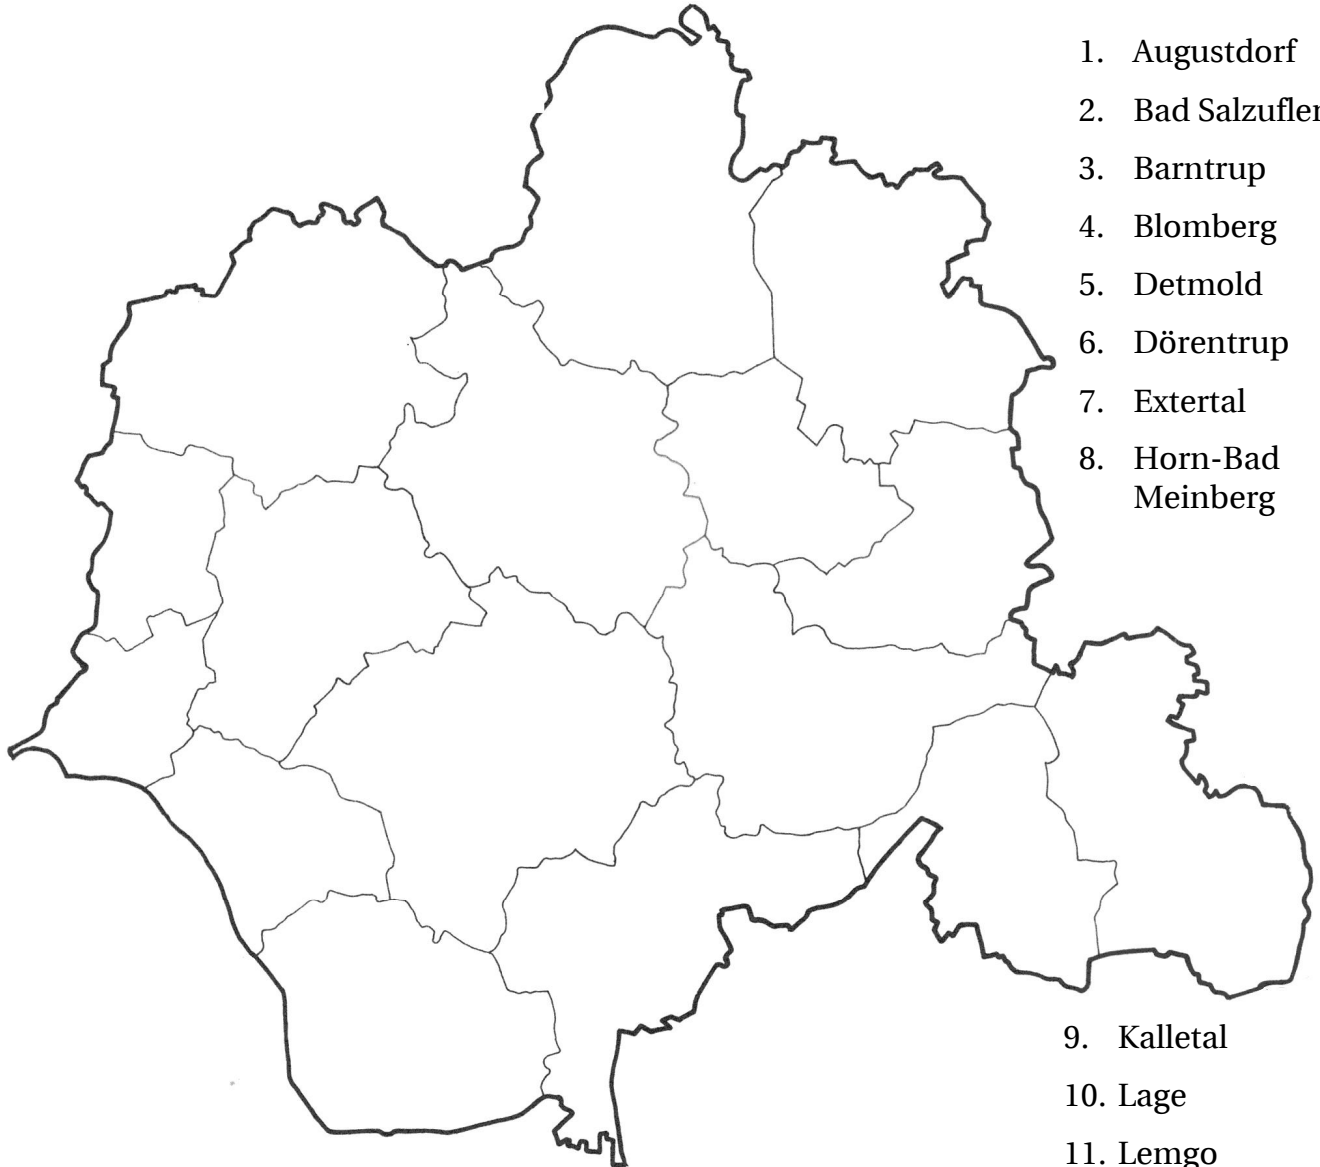 1. Augustdorf
2. Bad Salzuflen
3. Barntrup
4. Blomberg
5. Detmold
6. Dörentrup
7. Extertal
8. Horn-Bad
Meinberg
9. Kalletal
10. Lage
11. Lemgo